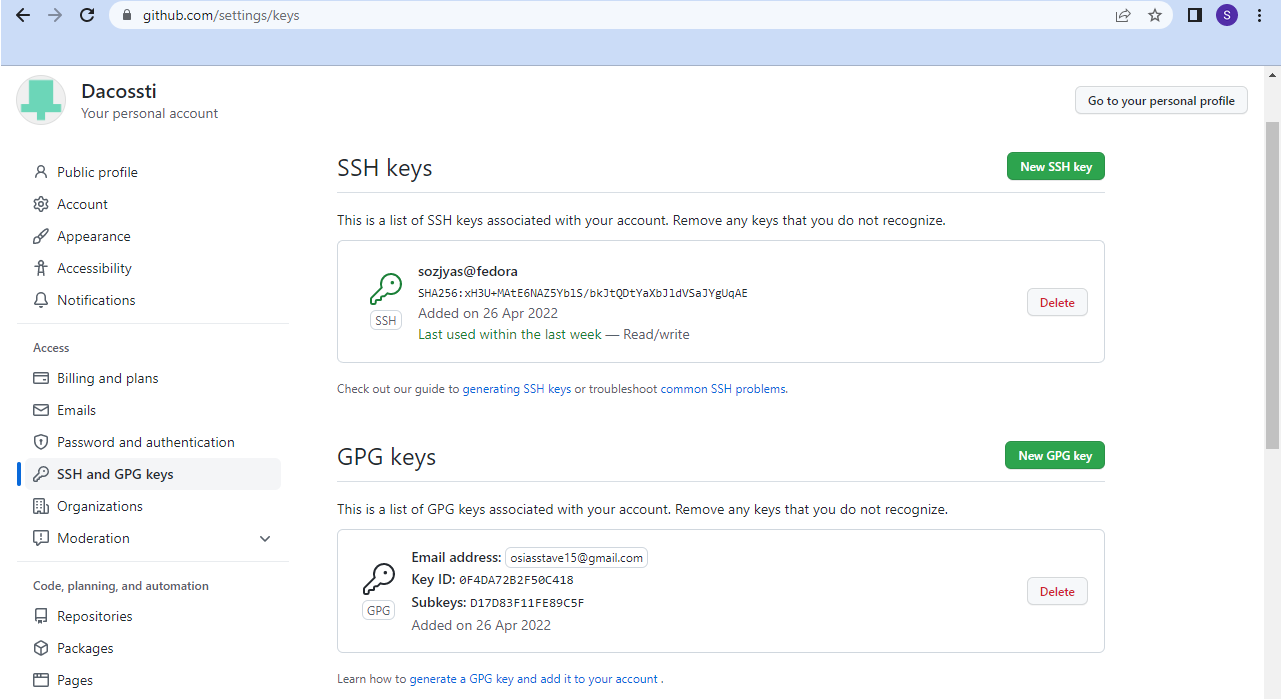 github.com/settings/keys
S
Dacossti
Your personal account
Go to your personal profile
Public profile
Account
Appearance
Accessibility
Notifications
Access
Billing and plans
Emails
Password and authentication
SSH and GPG keys
Organizations
Moderation
Code, planning, and automation
Repositories
Packages
Pages
SSH keys
New SSH key
This is a list of SSH keys associated with your account. Remove any keys that you do not recognize.
sozjyas@fedora
SHA256:xH3U+MAtE6NAZ5YblS/bkJtQDtYaXbJldVSaJYgUqAE
SSH
Added on 26 Apr 2022
Last used within the last week — Read/write
Delete
Check out our guide to generating SSH keys or troubleshoot common SSH problems.
GPG keys
New GPG key
This is a list of GPG keys associated with your account. Remove any keys that you do not recognize.
Email address: osiasstave15@gmail.com
Key ID: 0F4DA72B2F50C418
GPG
Subkeys: D17D83F11FE89C5F
Added on 26 Apr 2022
Delete
Learn how to generate a GPG key and add it to your account .